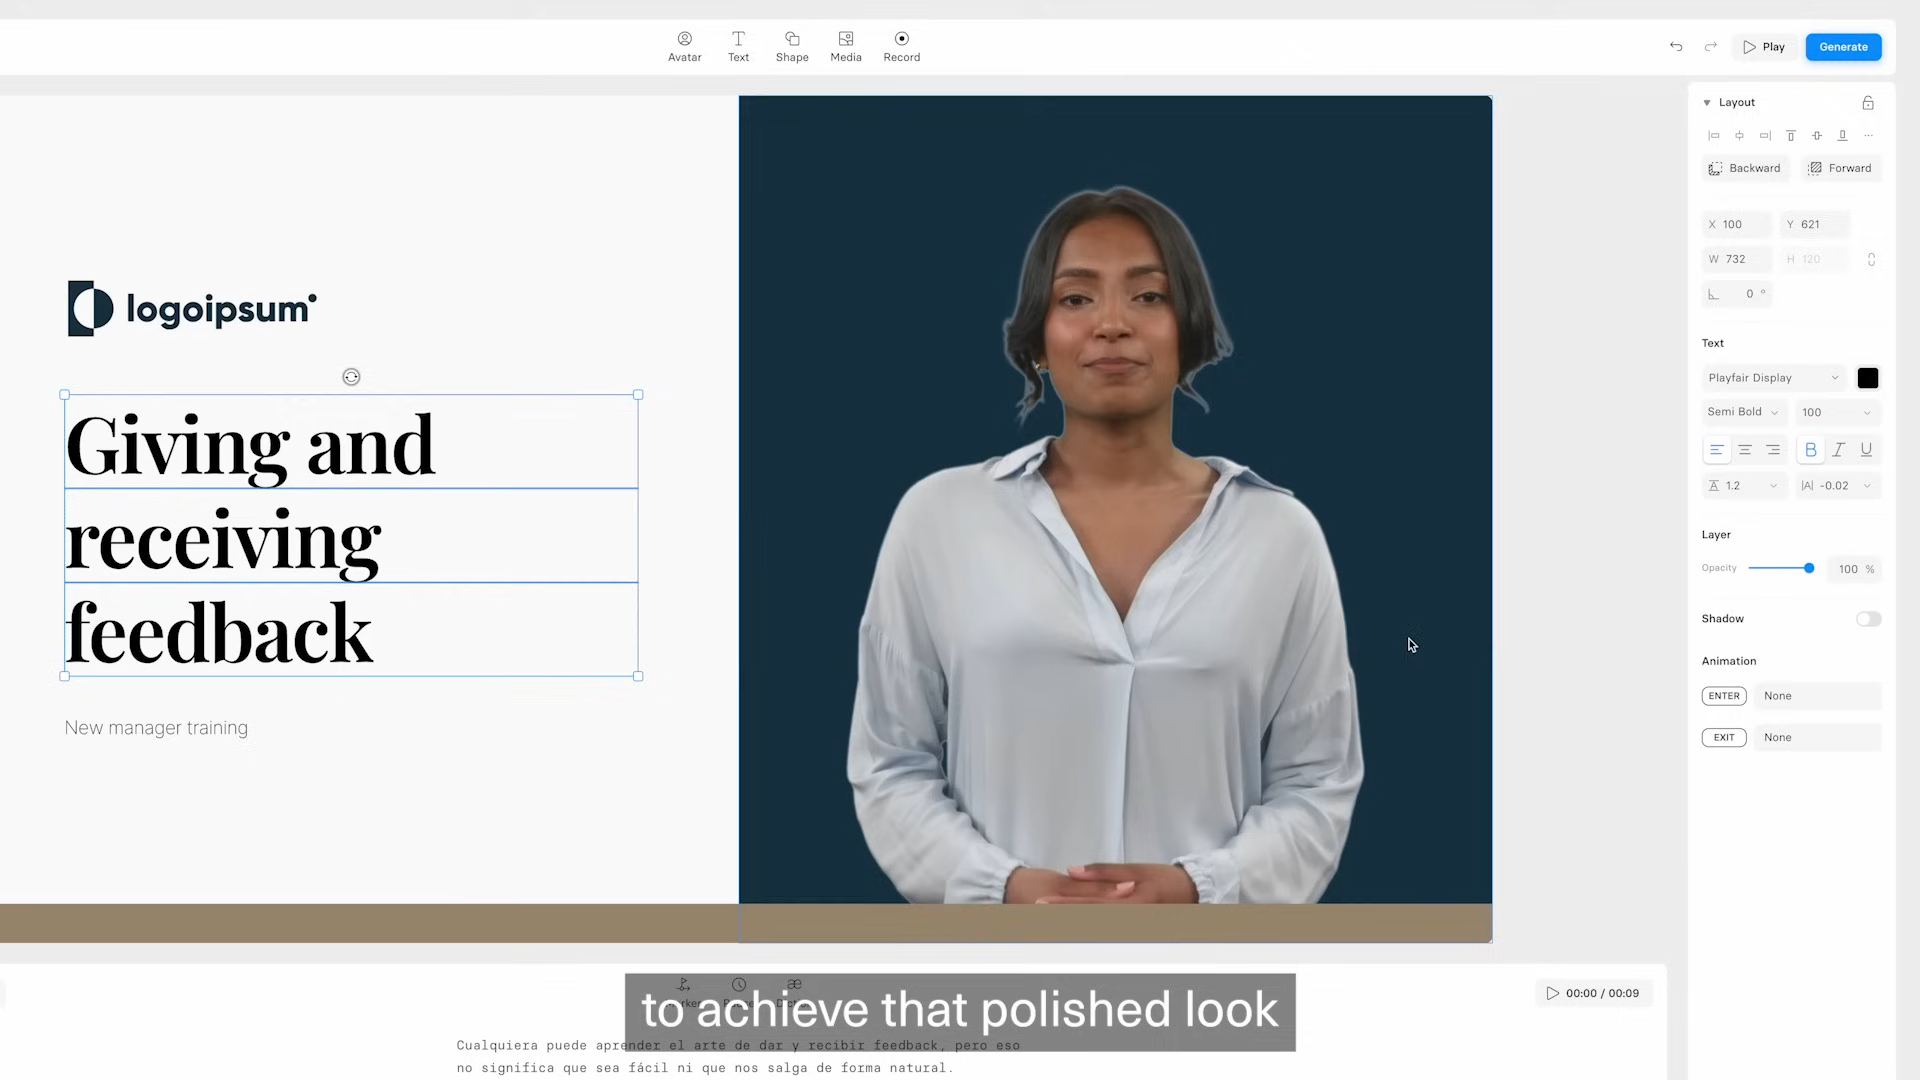 Avatar
Text
Shape
Media
Record
Play
Generate
Layout
Backward
Forward
X 100
Y 621
W 732
H 120
0 °
logoipsum
Giving and
receiving
feedback
New manager training
Text
Playfair Display
Semi Bold
100
B I U
1.2
|A| -0.02
Layer
Opacity
100 %
Shadow
Animation
ENTER
None
EXIT
None
00:00 / 00:09
to achieve that polished look
Cualquiera puede aprender el arte de dar y recibir feedback, pero eso
no significa que sea fácil ni que nos salga de forma natural.